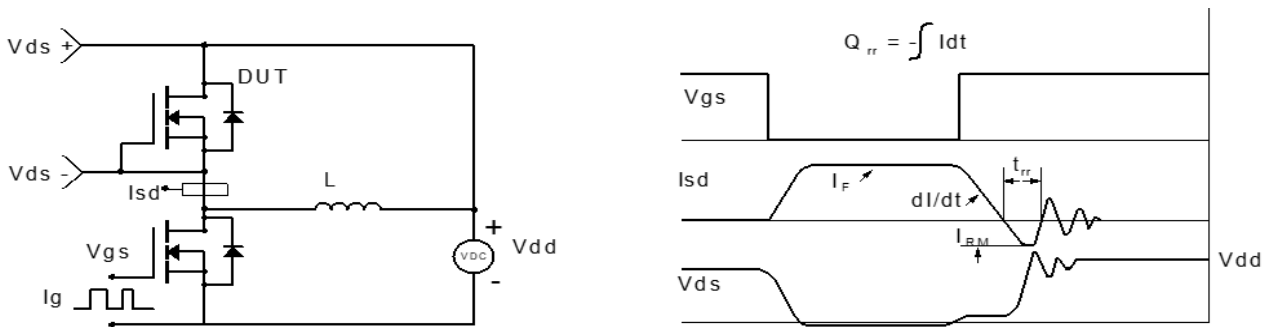 Vds +
DUT
Vds -
Isd
L
Vgs
Ig
VDC
+
-
Vdd
Q rr = -∫ Idt
Vgs
Isd
I F
dI/dt
t rr
I RM
Vds
Vdd